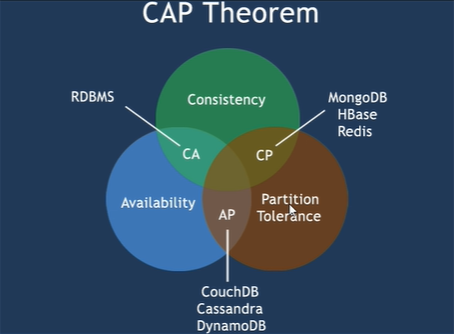 CAP Theorem
RDBMS
Consistency
MongoDB
HBase
Redis
CA
CP
Availability
Partition
Tolerance
AP
CouchDB
Cassandra
DynamoDB